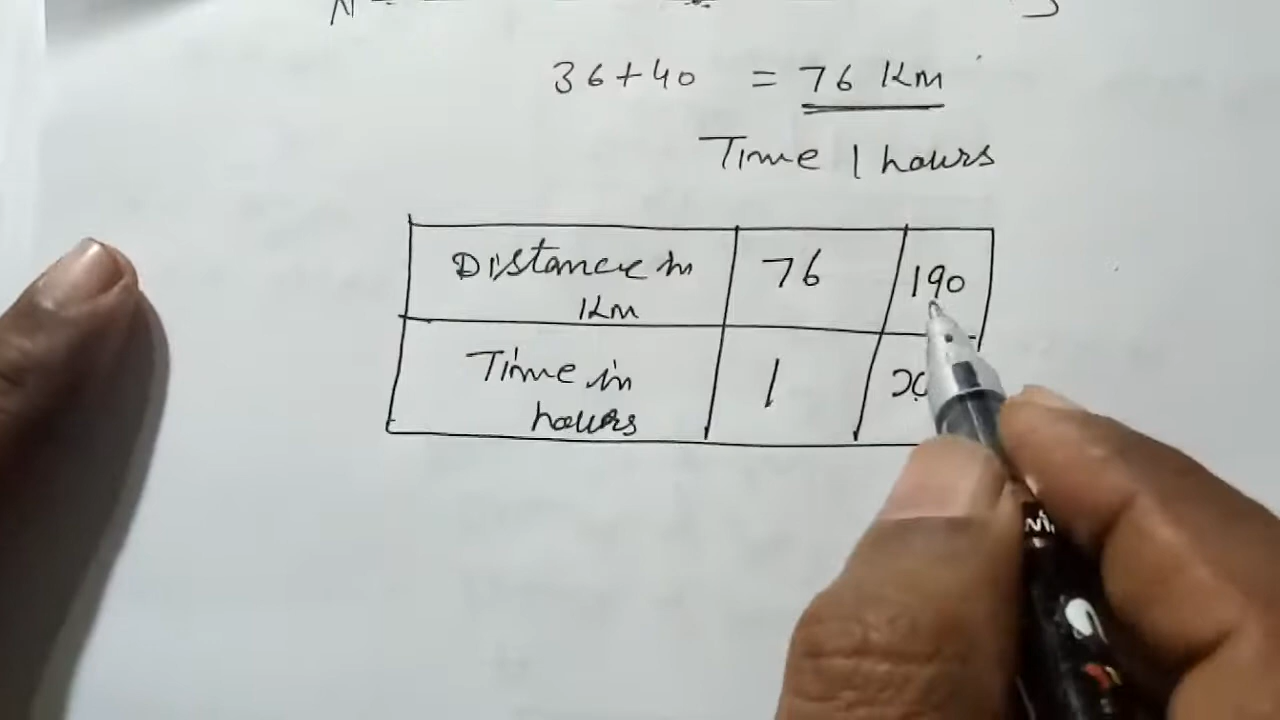 36+40 = 76 Km
Time 1 hours
Distance in Km 76 190
Time in hours 1 x